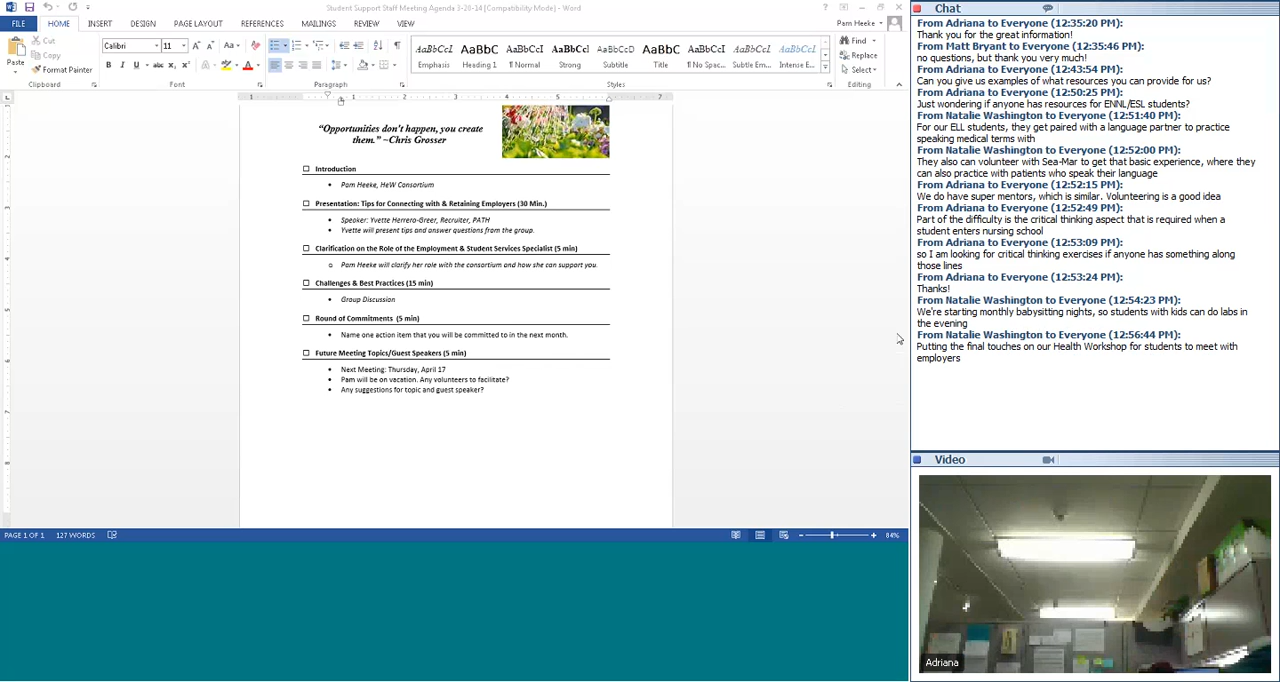 Student Support Staff Meeting Agenda 3-20-14 [Compatibility Mode] - Word
FILE HOME INSERT DESIGN PAGE LAYOUT REFERENCES MAILINGS REVIEW VIEW Pam Heeke
Paste
Cut
Copy
Format Painter
Clipboard
Calibri 11
Font
Paragraph
AaBbCcI AaBbC AaBbCcI AaBbCcl AaBbCcD AaBbC AaBbCcI AaBbCcI AaBbCcI
Emphasis Heading 1 ¶ Normal Strong Subtitle Title ¶ No Spac... Subtle Em... Intense E...
Styles
Find
Replace
Select
Editing
“Opportunities don't happen, you create
them.” ~Chris Grosser
Introduction
• Pam Heeke, HeW Consortium
Presentation: Tips for Connecting with & Retaining Employers (30 Min.)
• Speaker: Yvette Herrero-Greer, Recruiter, PATH
• Yvette will present tips and answer questions from the group.
Clarification on the Role of the Employment & Student Services Specialist (5 min)
o Pam Heeke will clarify her role with the consortium and how she can support you.
Challenges & Best Practices (15 min)
• Group Discussion
Round of Commitments (5 min)
• Name one action item that you will be committed to in the next month.
Future Meeting Topics/Guest Speakers (5 min)
• Next Meeting: Thursday, April 17
• Pam will be on vacation. Any volunteers to facilitate?
• Any suggestions for topic and guest speaker?
PAGE 1 OF 1 127 WORDS 84%
Chat
From Adriana to Everyone (12:35:20 PM):
Thank you for the great information!
From Matt Bryant to Everyone (12:35:46 PM):
no questions, but thank you very much!
From Adriana to Everyone (12:43:54 PM):
Can you give us examples of what resources you can provide for us?
From Adriana to Everyone (12:50:25 PM):
Just wondering if anyone has resources for ENNL/ESL students?
From Natalie Washington to Everyone (12:51:40 PM):
For our ELL students, they get paired with a language partner to practice
speaking medical terms with
From Natalie Washington to Everyone (12:52:00 PM):
They also can volunteer with Sea-Mar to get that basic experience, where they
can also practice with patients who speak their language
From Adriana to Everyone (12:52:15 PM):
We do have super mentors, which is similar. Volunteering is a good idea
From Adriana to Everyone (12:52:49 PM):
Part of the difficulty is the critical thinking aspect that is required when a
student enters nursing school
From Adriana to Everyone (12:53:09 PM):
so I am looking for critical thinking exercises if anyone has something along
those lines
From Adriana to Everyone (12:53:24 PM):
Thanks!
From Natalie Washington to Everyone (12:54:23 PM):
We're starting monthly babysitting nights, so students with kids can do labs in
the evening
From Natalie Washington to Everyone (12:56:44 PM):
Putting the final touches on our Health Workshop for students to meet with
employers
Video
Adriana